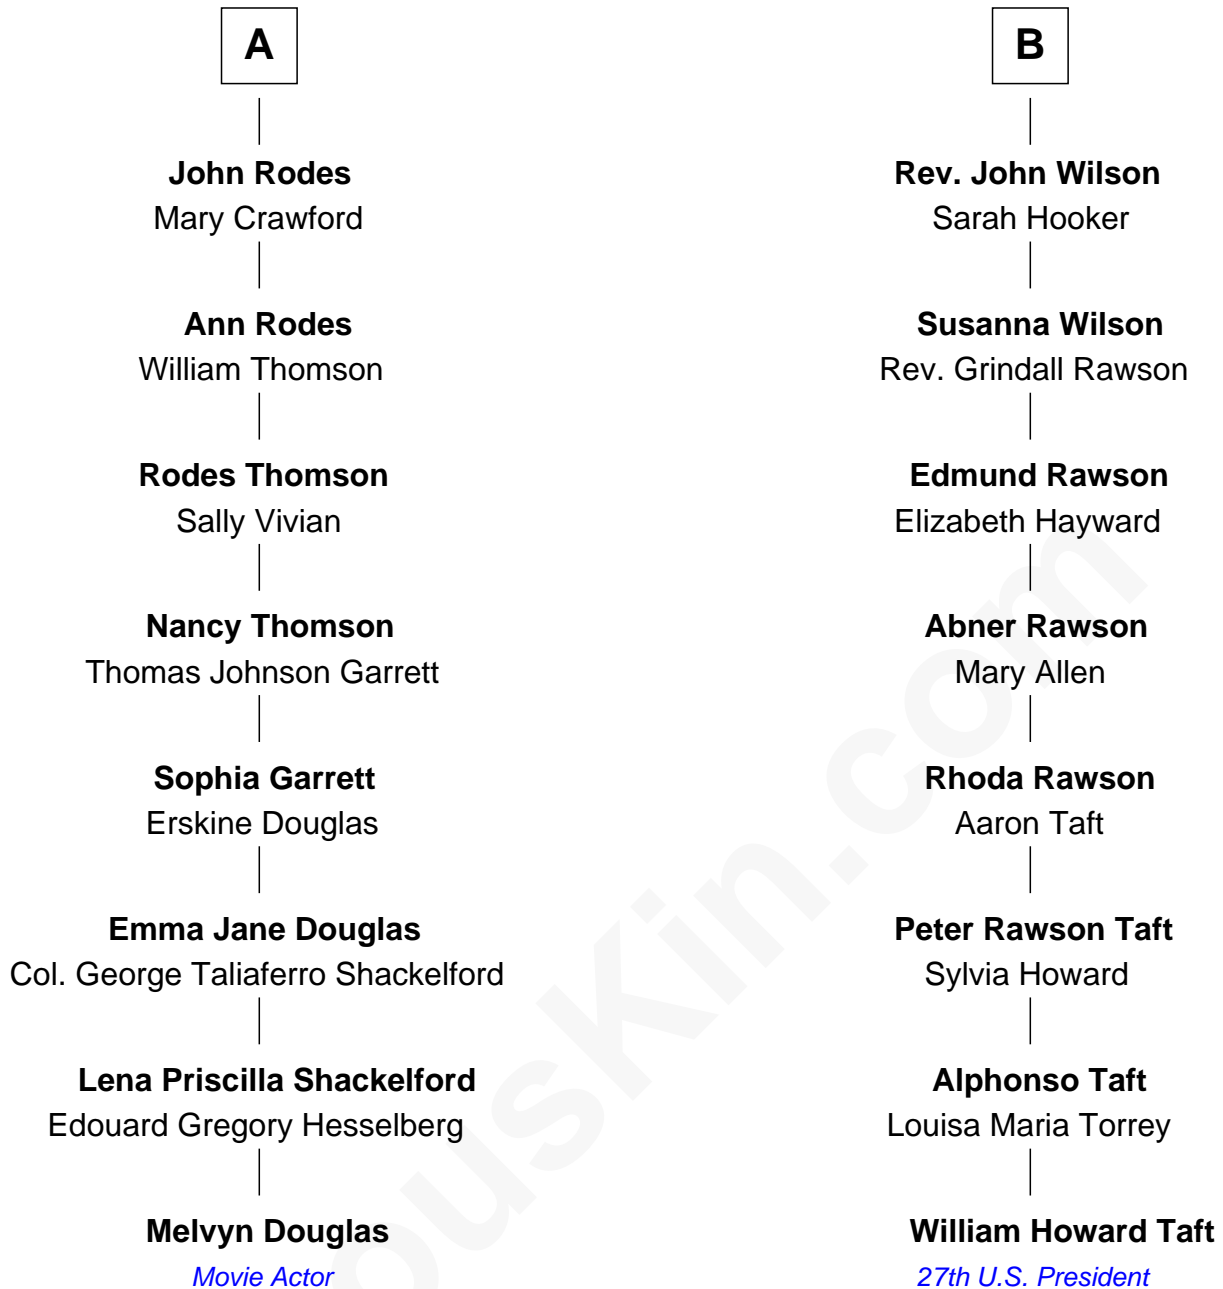 A
B
John Rodes
Mary Crawford
Rev. John Wilson
Sarah Hooker
Ann Rodes
William Thomson
Susanna Wilson
Rev. Grindall Rawson
Rodes Thomson
Sally Vivian
Edmund Rawson
Elizabeth Hayward
Nancy Thomson
Thomas Johnson Garrett
Abner Rawson
Mary Allen
Sophia Garrett
Erskine Douglas
Rhoda Rawson
Aaron Taft
Emma Jane Douglas
Col. George Taliaferro Shackelford
Peter Rawson Taft
Sylvia Howard
Lena Priscilla Shackelford
Edouard Gregory Hesselberg
Alphonso Taft
Louisa Maria Torrey
Melvyn Douglas
Movie Actor
William Howard Taft
27th U.S. President
ousKin.com